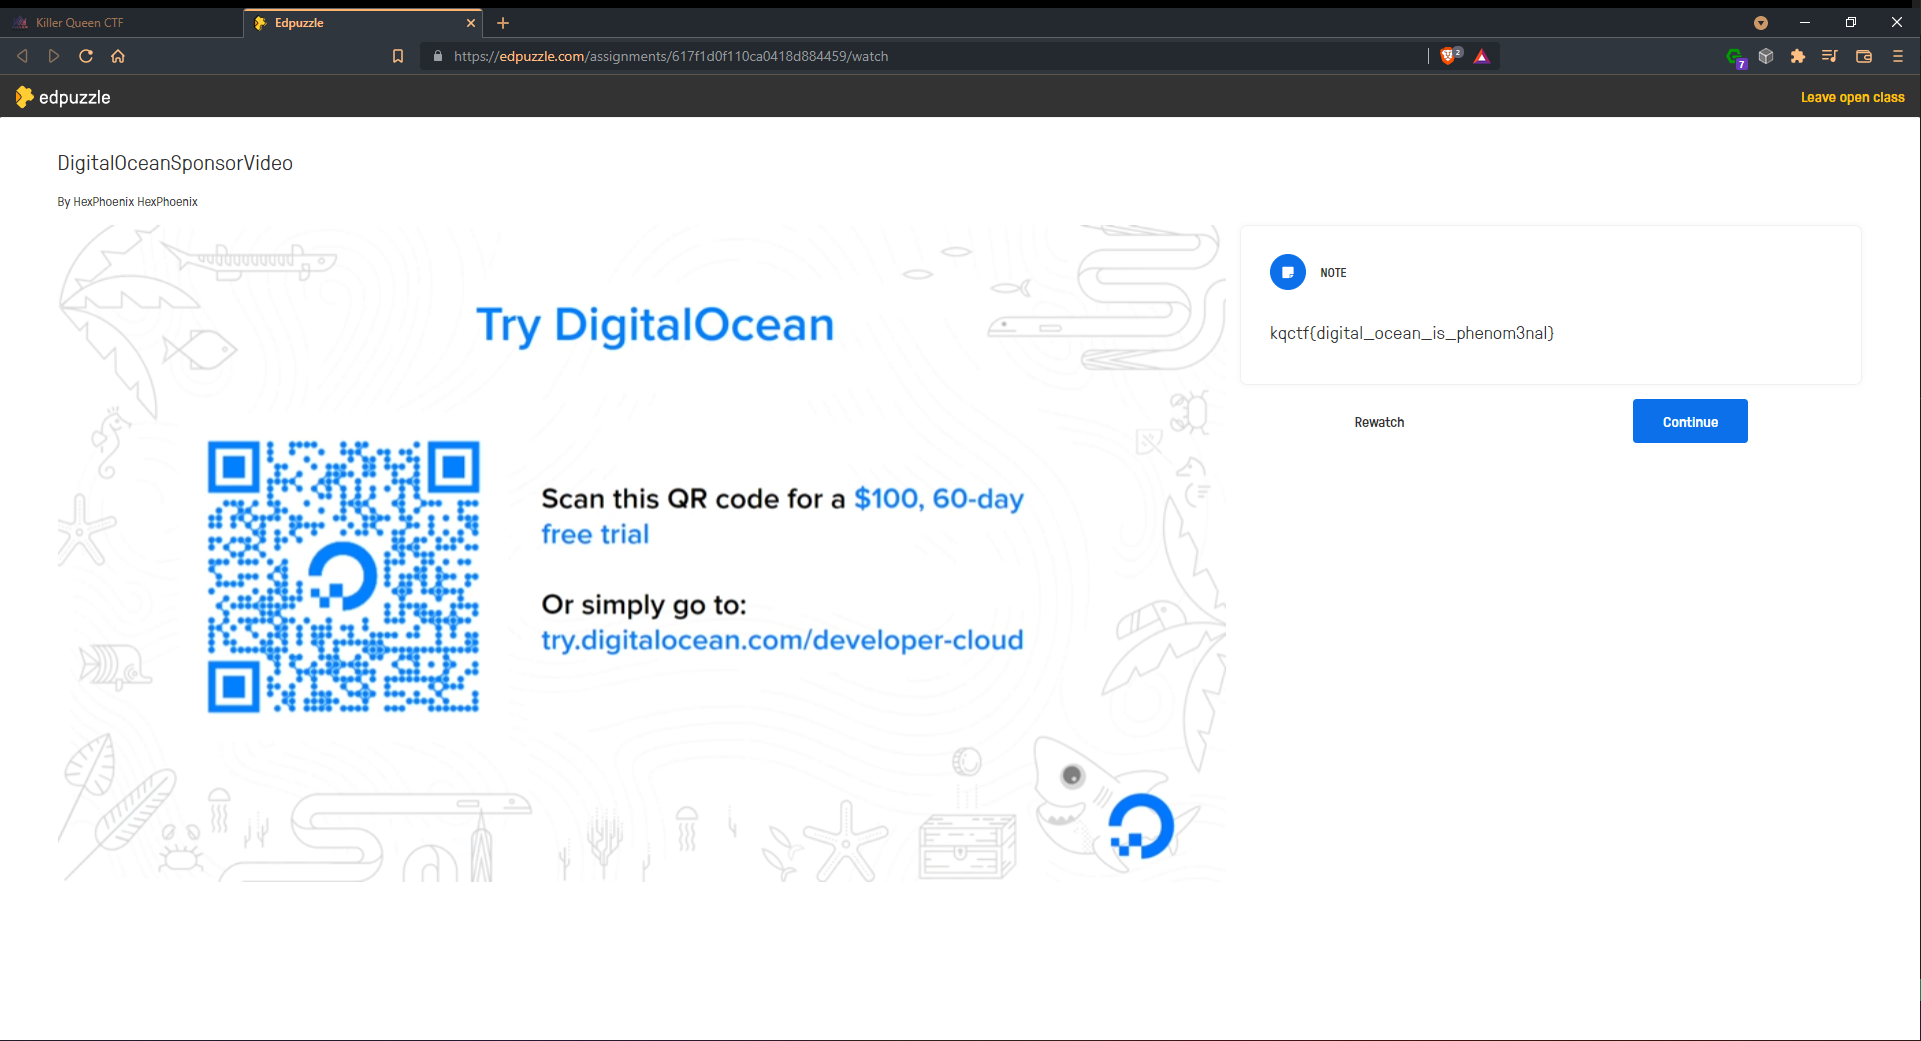 Killer Queen CTF
Edpuzzle
https://edpuzzle.com/assignments/617f1d0f110ca0418d884459/watch
2
7
edpuzzle
Leave open class
DigitalOceanSponsorVideo
By HexPhoenix HexPhoenix
Try DigitalOcean
Scan this QR code for a $100, 60-day
free trial
Or simply go to:
try.digitalocean.com/developer-cloud
NOTE
kqctf{digital_ocean_is_phenom3nal}
Rewatch
Continue